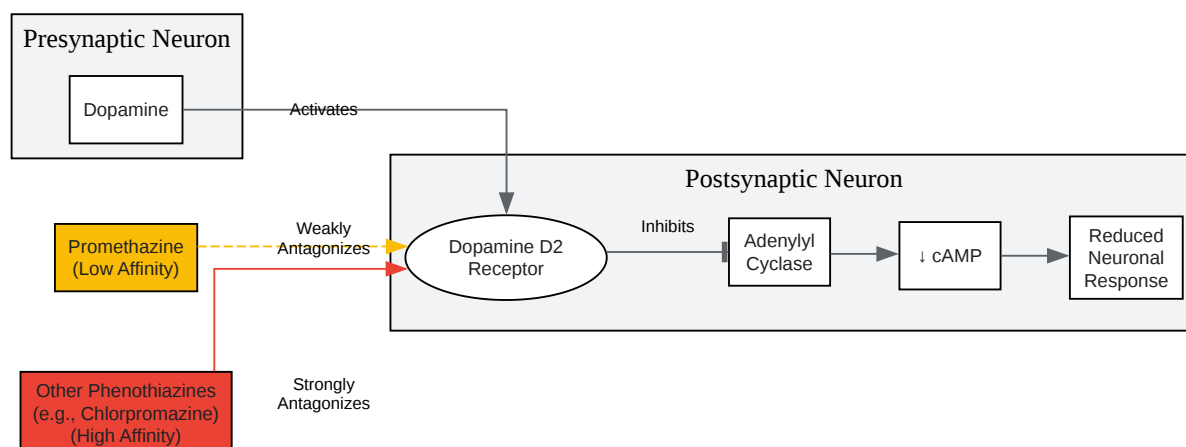 Presynaptic Neuron
Dopamine
Activates
Postsynaptic Neuron
Promethazine
(Low Affinity)
Weakly
Antagonizes
Dopamine D2
Receptor
Inhibits
Adenylyl
Cyclase
↓ cAMP
Reduced
Neuronal
Response
Other Phenothiazines
(e.g., Chlorpromazine)
(High Affinity)
Strongly
Antagonizes